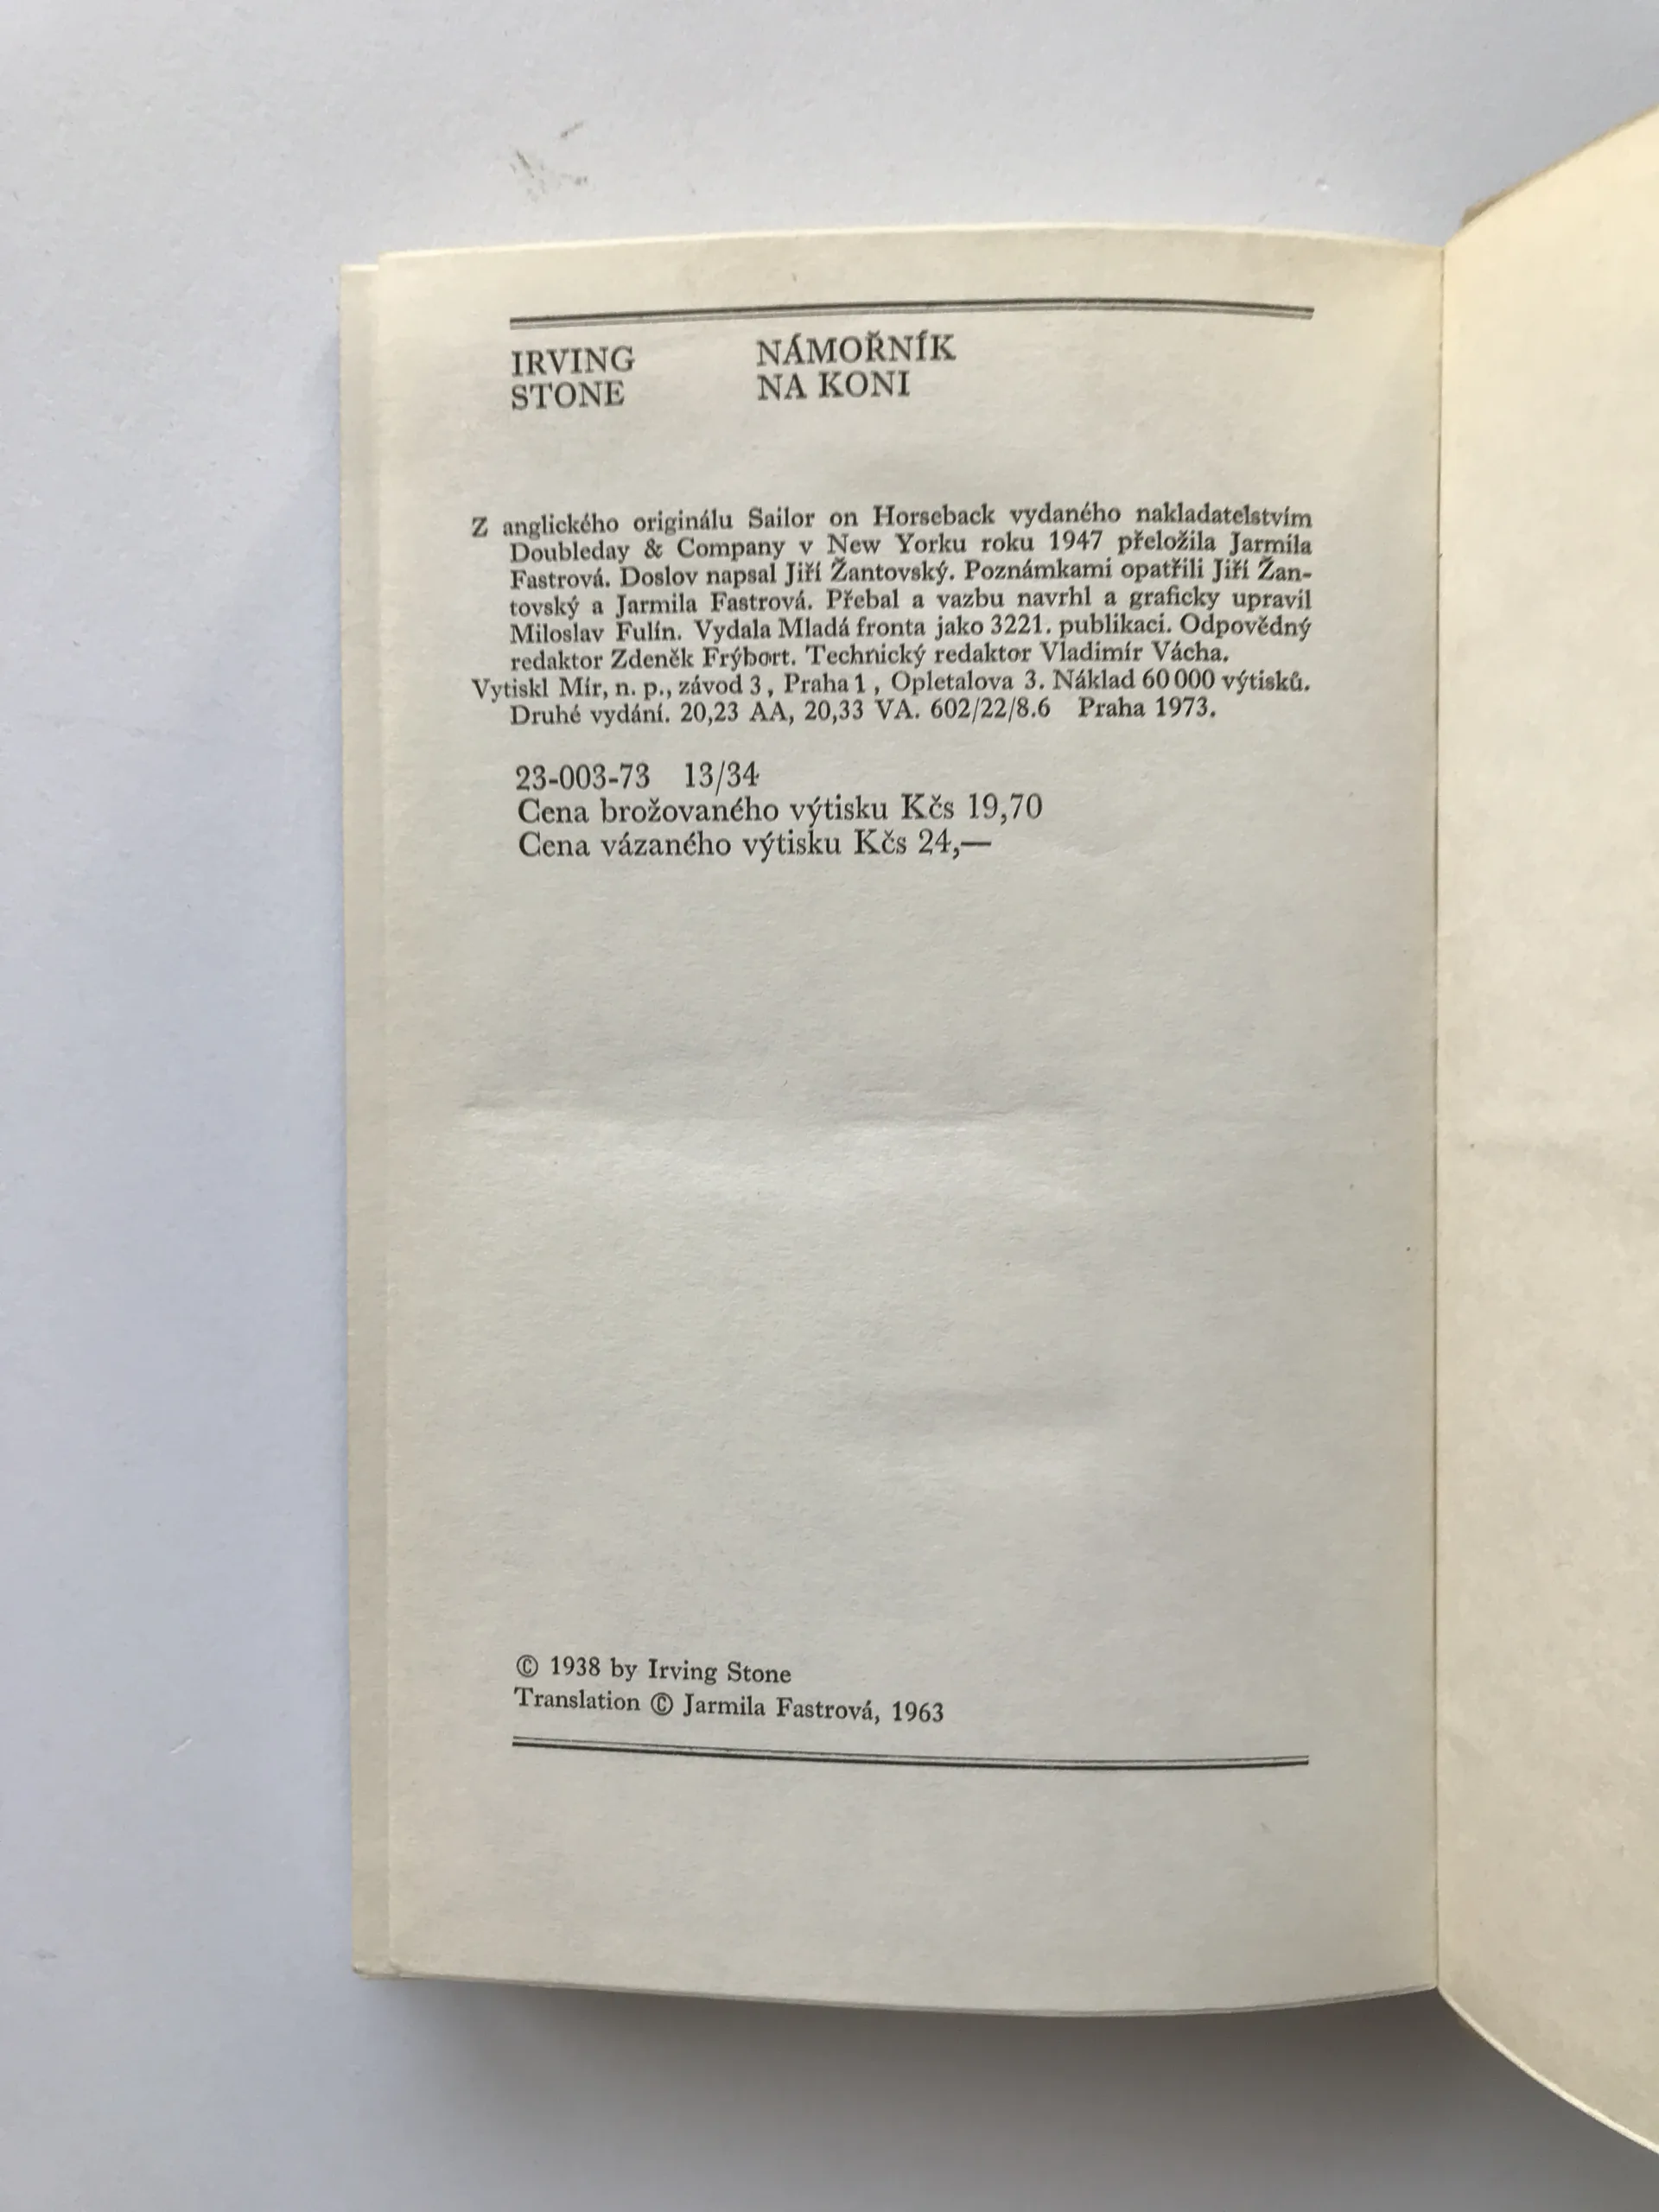 IRVING
STONE
NÁMOŘNÍK
NA KONI
Z anglického originálu Sailor on Horseback vydaného nakladatelstvím
Doubleday & Company v New Yorku roku 1947 přeložila Jarmila
Fastrová. Doslov napsal Jiří Žantovský. Poznámkami opatřili Jiří Žan-
tovský a Jarmila Fastrová. Přebal a vazbu navrhl a graficky upravil
Miloslav Fulín. Vydala Mladá fronta jako 3221. publikaci. Odpovědný
redaktor Zdeněk Frýbort. Technický redaktor Vladimír Vácha.
Vytiskl Mír, n. p., závod 3, Praha 1, Opletalova 3. Náklad 60 000 výtisků.
Druhé vydání. 20,23 AA, 20,33 VA. 602/22/8.6 Praha 1973.
23-003-73 13/34
Cena brožovaného výtisku Kčs 19,70
Cena vázaného výtisku Kčs 24,—
© 1938 by Irving Stone
Translation © Jarmila Fastrová, 1963